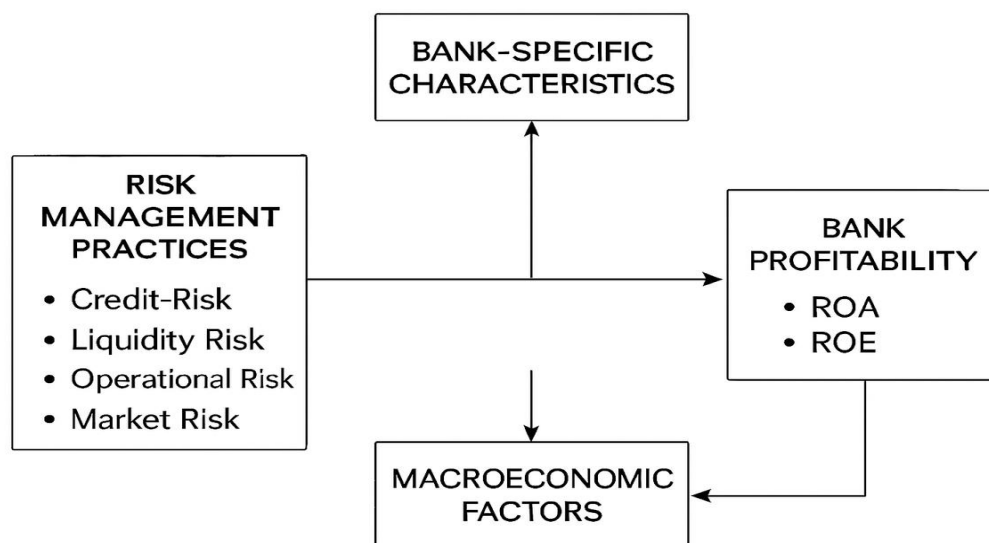 BANK-SPECIFIC
CHARACTERISTICS
RISK
MANAGEMENT
PRACTICES
• Credit-Risk
• Liquidity Risk
• Operational Risk
• Market Risk
BANK
PROFITABILITY
• ROA
• ROE
MACROECONOMIC
FACTORS